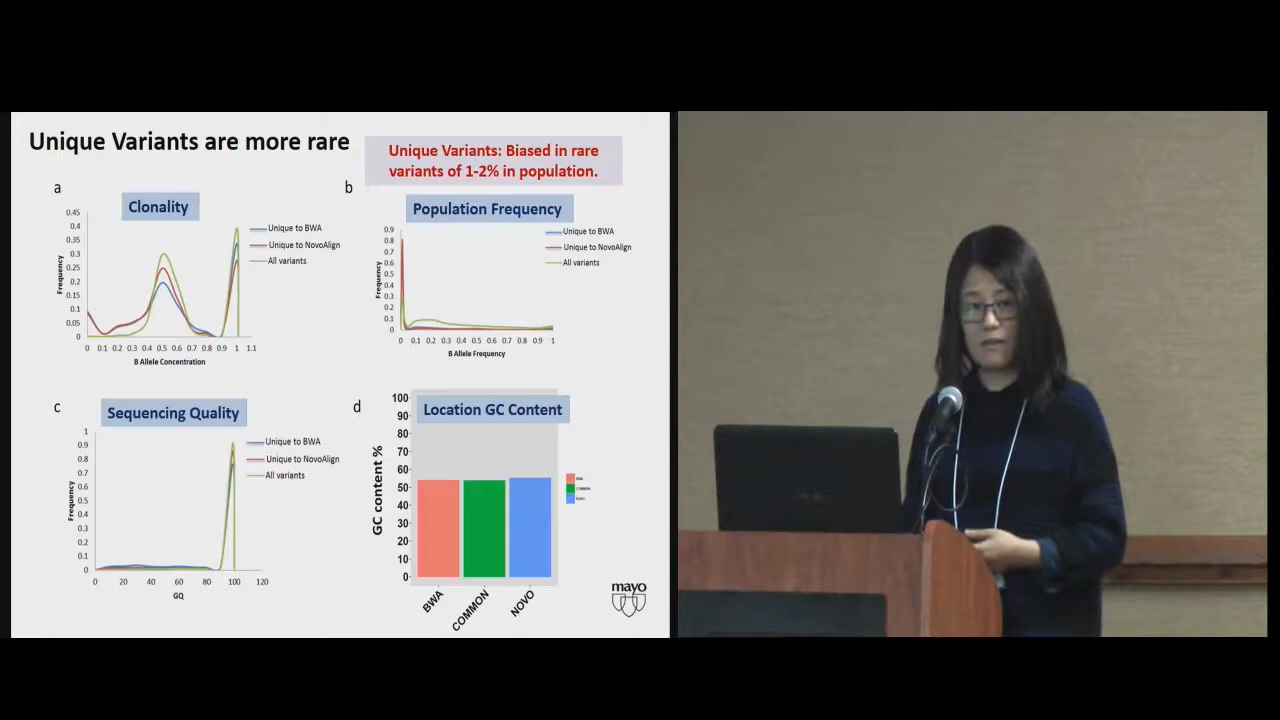 Unique Variants are more rare
Unique Variants: Biased in rare
variants of 1-2% in population.
a
Clonality
0.45
0.4
0.35
0.3
0.25
0.2
0.15
0.1
0.05
0
Frequency
0 0.1 0.2 0.3 0.4 0.5 0.6 0.7 0.8 0.9 1 1.1
B Allele Concentration
Unique to BWA
Unique to NovoAlign
All variants
b
Population Frequency
0.9
0.8
0.7
0.6
0.5
0.4
0.3
0.2
0.1
0
Frequency
0 0.1 0.2 0.3 0.4 0.5 0.6 0.7 0.8 0.9 1
B Allele Frequency
Unique to BWA
Unique to NovoAlign
All variants
c
Sequencing Quality
1
0.9
0.8
0.7
0.6
0.5
0.4
0.3
0.2
0.1
0
Frequency
0 20 40 60 80 100 120
GQ
Unique to BWA
Unique to NovoAlign
All variants
d
Location GC Content
100
90
80
70
60
50
40
30
20
10
0
GC content %
BWA
COMMON
NOVO
BWA
COMMON
NOVO
mayo